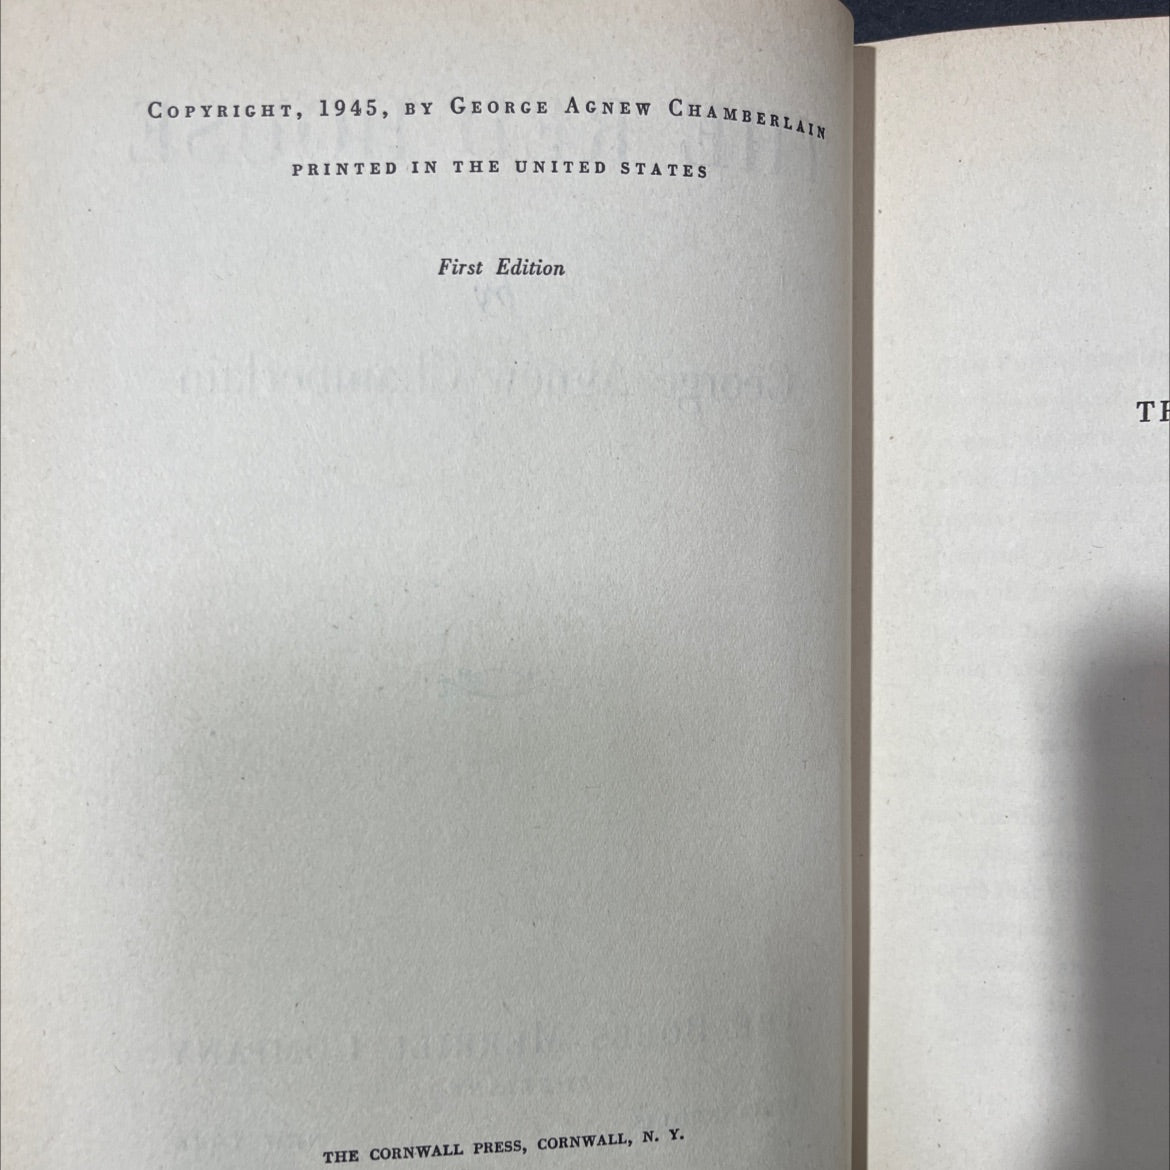 Copyright, 1945, by George Agnew Chamberlain
PRINTED IN THE UNITED STATES
First Edition
THE CORNWALL PRESS, CORNWALL, N. Y.